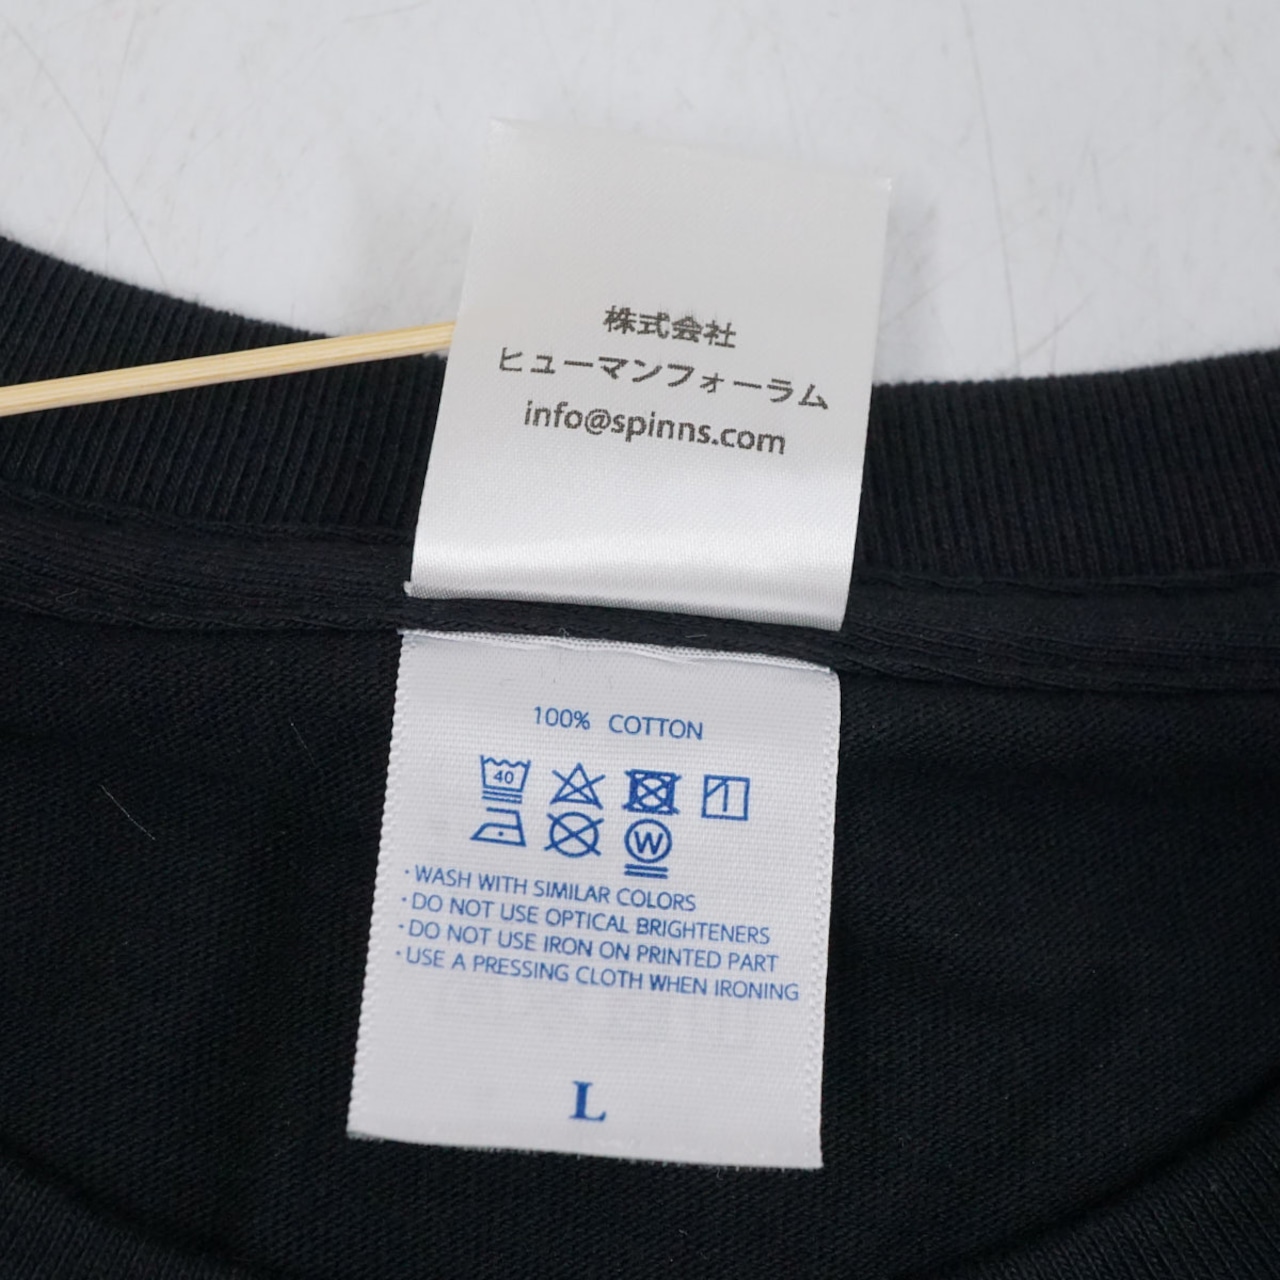 株式会社
ヒューマンフォーラム
info@spinns.com
100% COTTON
40
W
・WASH WITH SIMILAR COLORS
・DO NOT USE OPTICAL BRIGHTENERS
・DO NOT USE IRON ON PRINTED PART
・USE A PRESSING CLOTH WHEN IRONING
L